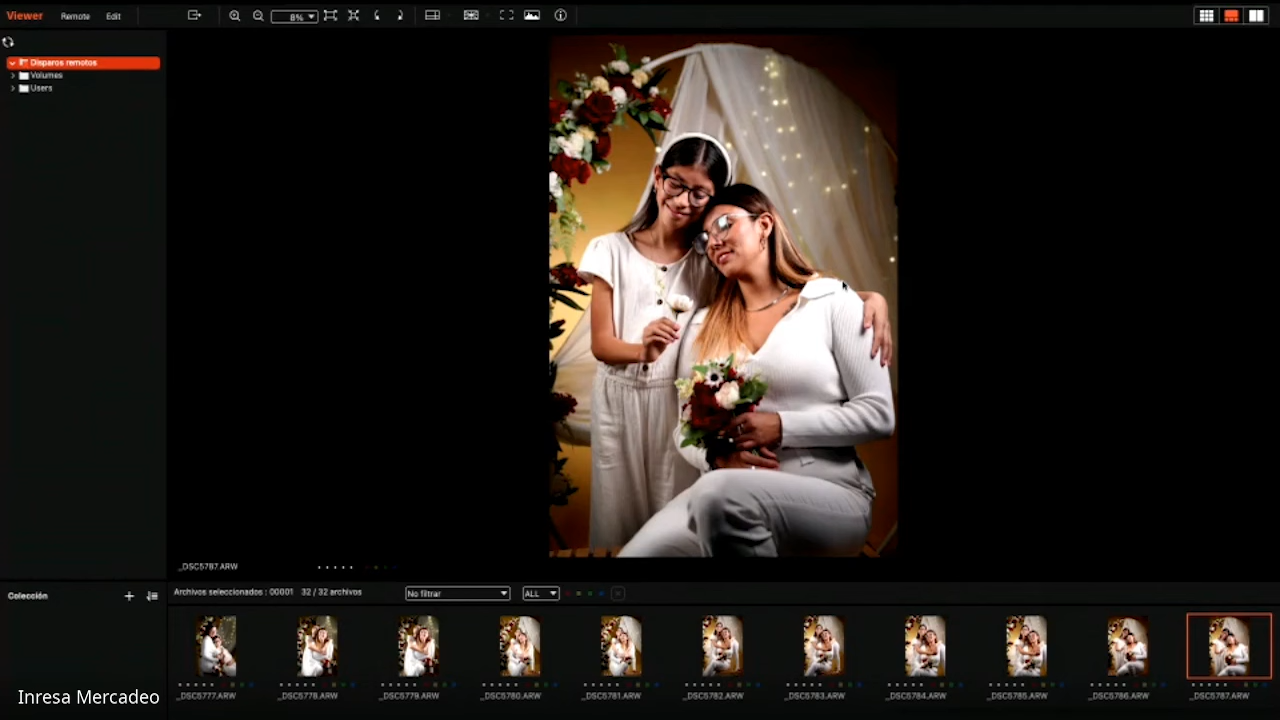 Viewer
Remote
Edit
8%
Disparos remotos
Volumes
Users
_DSC5787.ARW
Colección
Archivos seleccionados : 00001
32 / 32 archivos
No filtrar
ALL
_DSC5777.ARW
_DSC5778.ARW
_DSC5779.ARW
_DSC5780.ARW
_DSC5781.ARW
_DSC5782.ARW
_DSC5783.ARW
_DSC5784.ARW
_DSC5785.ARW
_DSC5786.ARW
_DSC5787.ARW
Inresa Mercadeo